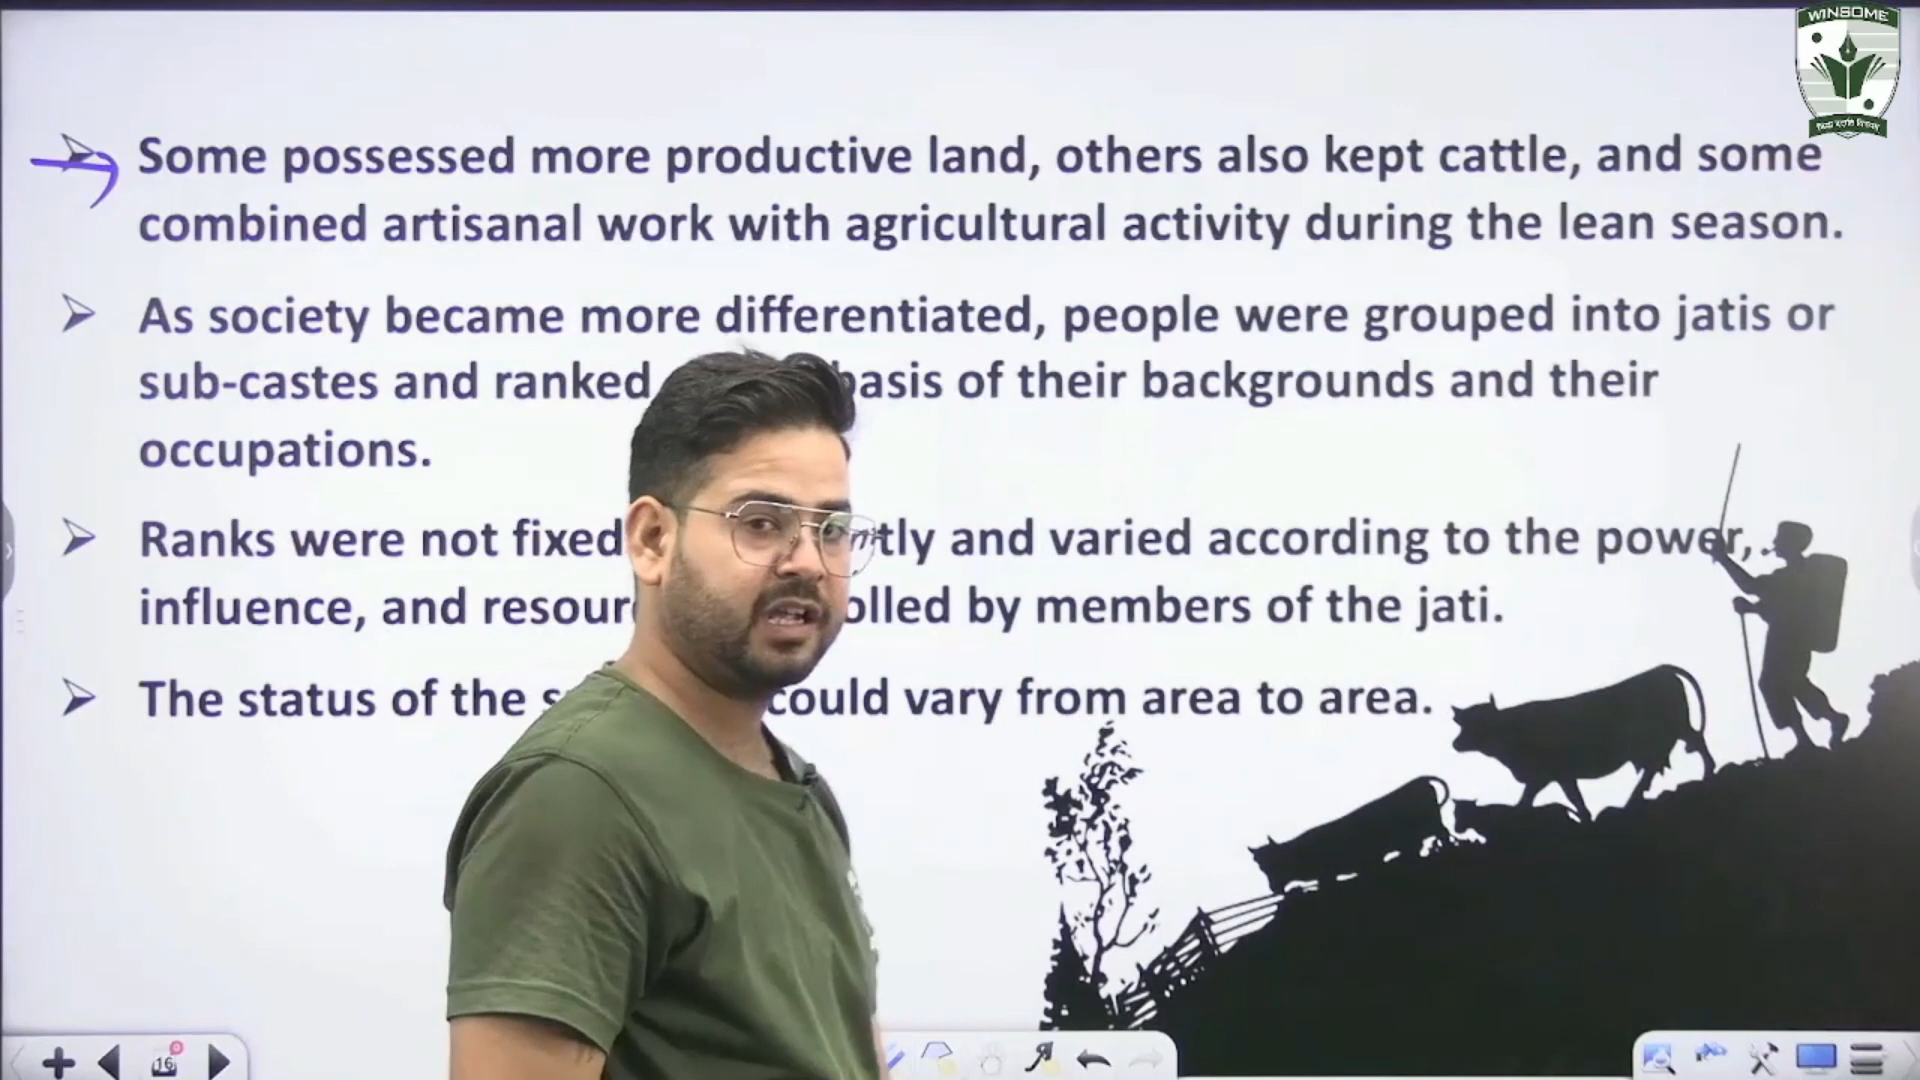 WINSOME
Some possessed more productive land, others also kept cattle, and some
combined artisanal work with agricultural activity during the lean season.
As society became more differentiated, people were grouped into jatis or
sub-castes and ranked basis of their backgrounds and their
occupations.
Ranks were not fixed and varied according to the power,
influence, and by members of the jati.
The status of the could vary from area to area.
16